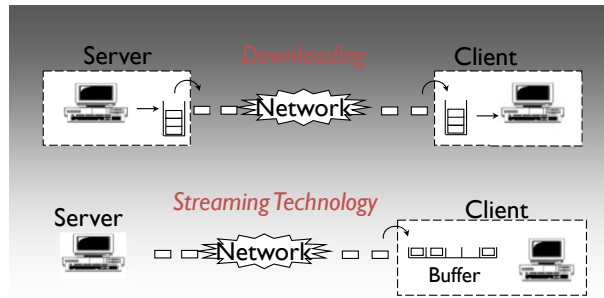 Server Downloading Client
Network
Streaming Technology
Server Client
Network
Buffer